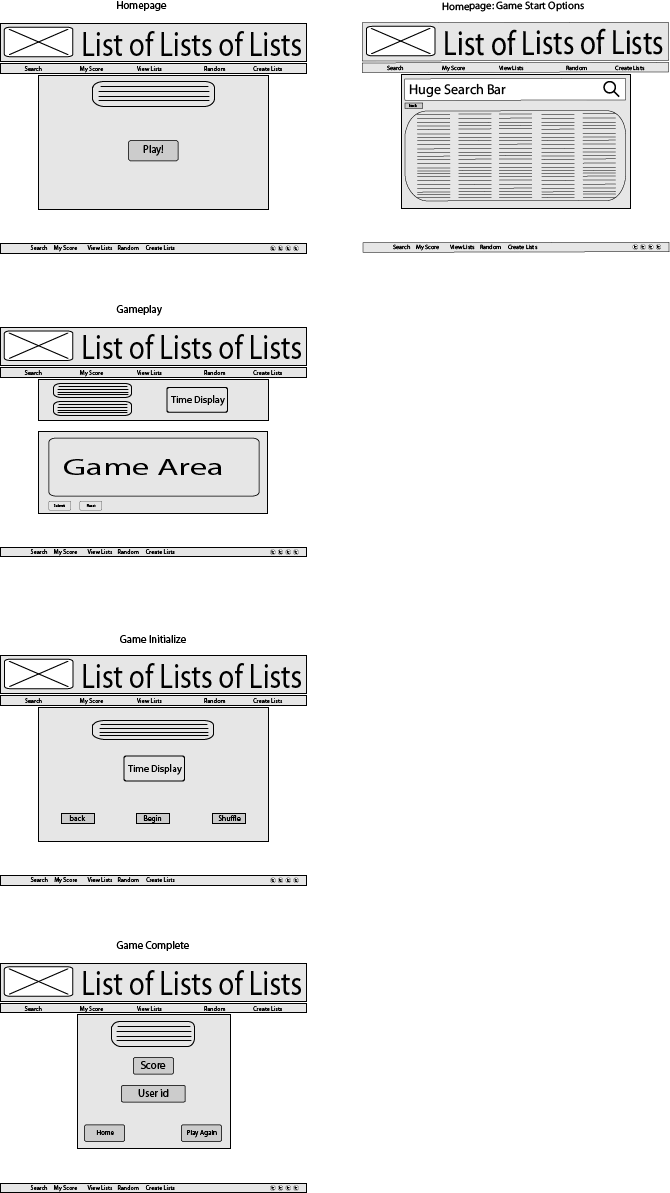 Homepage
List of Lists of Lists
Search My Score View Lists Random Create Lists
Play!
Search My Score View Lists Random Create Lists
Homepage: Game Start Options
List of Lists of Lists
Search My Score View Lists Random Create Lists
Huge Search Bar
back
Search My Score View Lists Random Create Lists
Gameplay
List of Lists of Lists
Search My Score View Lists Random Create Lists
Time Display
Game Area
Submit Reset
Search My Score View Lists Random Create Lists
Game Initialize
List of Lists of Lists
Search My Score View Lists Random Create Lists
Time Display
back Begin Shuffle
Search My Score View Lists Random Create Lists
Game Complete
List of Lists of Lists
Search My Score View Lists Random Create Lists
Score
User id
Home Play Again
Search My Score View Lists Random Create Lists